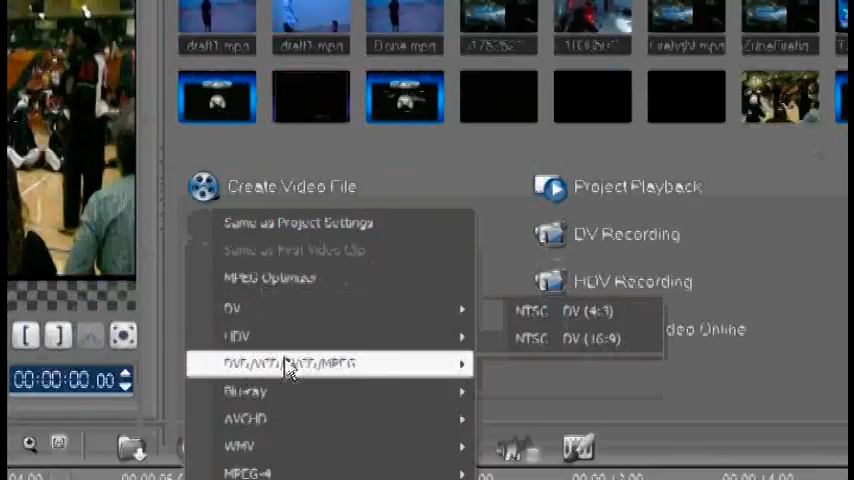 draft1.mpg draft1.mpg Done.mpg
Create Video File
Project Playback
Same as Project Settings
DV Recording
Same as First Video Clip
MPEG Optimizer
HDV Recording
DV
NTSC DV (4:3)
deo Online
HDV
NTSC DV (16:9)
DVD/VCD/SVCD/MPEG
00:00:00.00
Blu-ray
AVCHD
WMV
MPEG-4